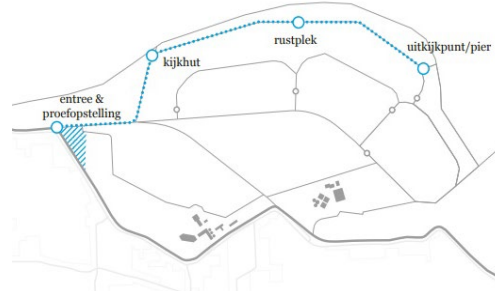 rustplek
uitkijkpunt/pier
kijkhut
entree &
proefopstelling